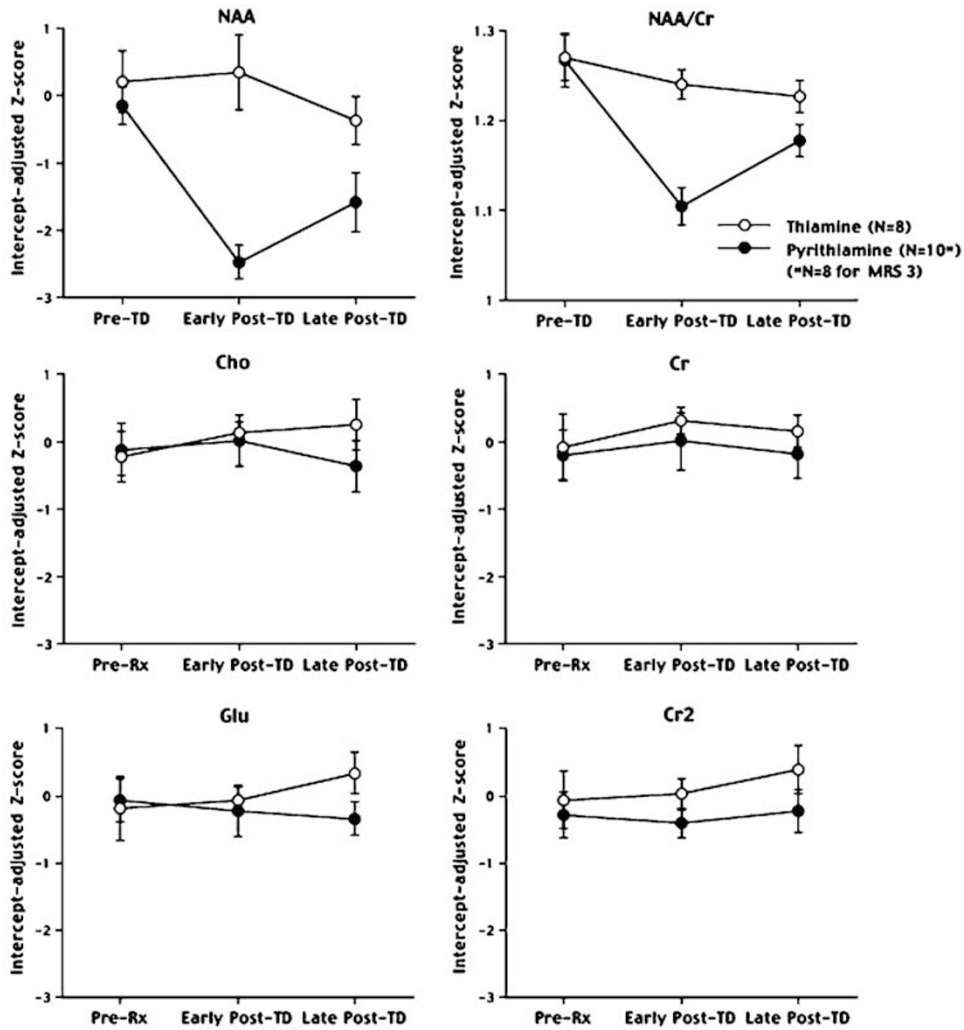 NAA
Intercept-adjusted Z-score
1
0
-1
-2
-3
Pre-TD Early Post-TD Late Post-TD
NAA/Cr
Intercept-adjusted Z-score
1.3
1.2
1.1
1
Thiamine (N=8)
Pyrithiamine (N=10*)
(*N=8 for MRS 3)
Pre-TD Early Post-TD Late Post-TD
Cho
Intercept-adjusted Z-score
1
0
-1
-2
-3
Pre-Rx Early Post-TD Late Post-TD
Cr
Intercept-adjusted Z-score
1
0
-1
-2
-3
Pre-Rx Early Post-TD Late Post-TD
Glu
Intercept-adjusted Z-score
1
0
-1
-2
-3
Pre-Rx Early Post-TD Late Post-TD
Cr2
Intercept-adjusted Z-score
1
0
-1
-2
-3
Pre-Rx Early Post-TD Late Post-TD